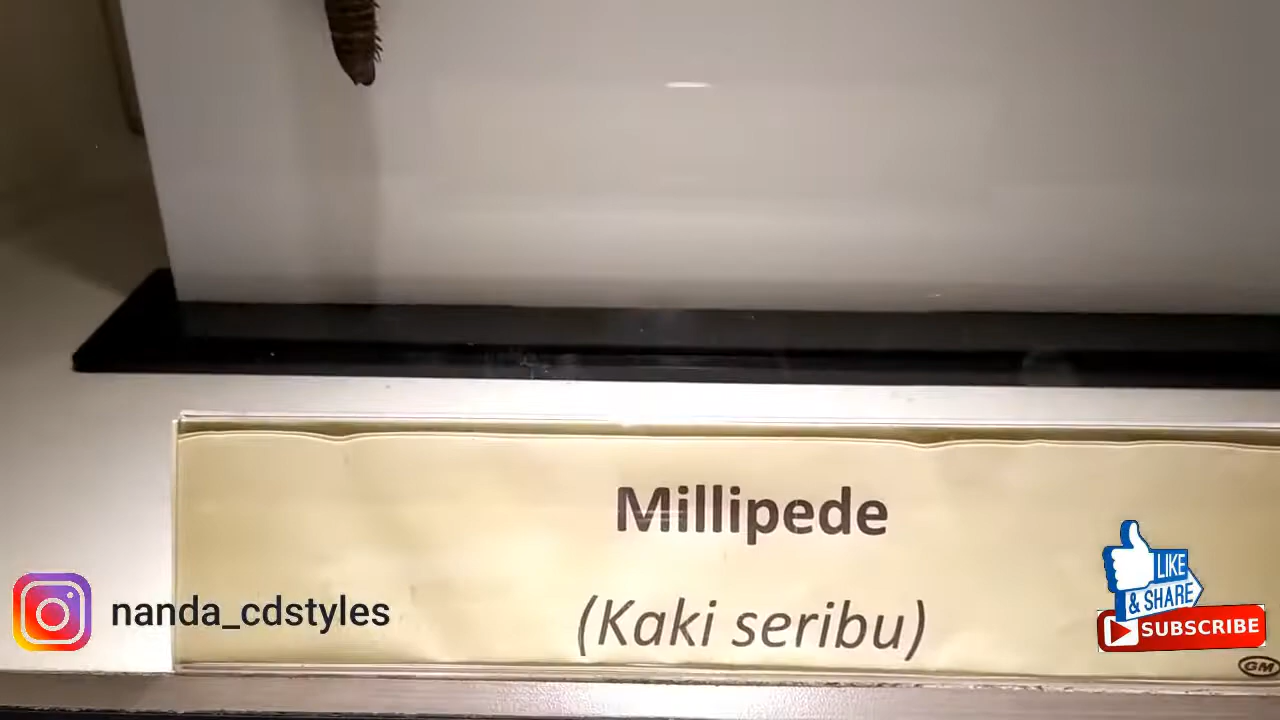 Millipede
(Kaki seribu)
nanda_cdstyles
LIKE
& SHARE
SUBSCRIBE
GM